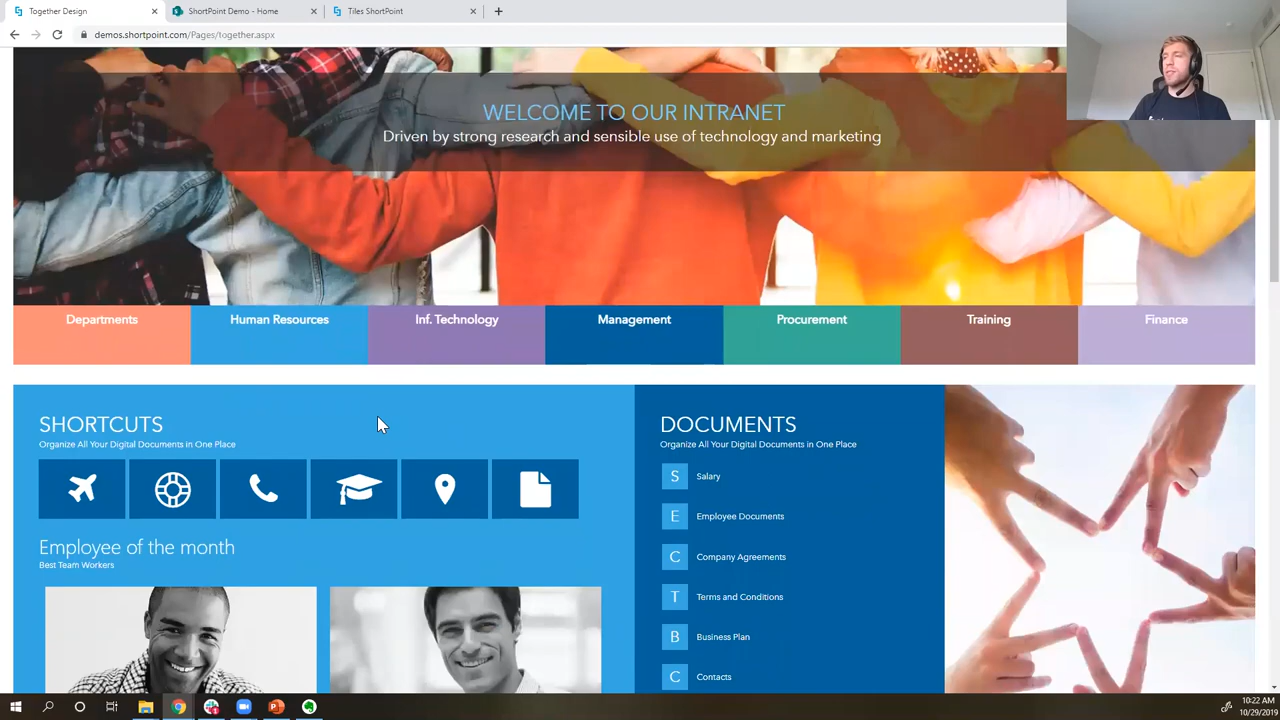 Together Design
ShortPoint Demo - Home
Tiles ShortPoint
demos.shortpoint.com/Pages/together.aspx
WELCOME TO OUR INTRANET
Driven by strong research and sensible use of technology and marketing
Departments
Human Resources
Inf. Technology
Management
Procurement
Training
Finance
SHORTCUTS
Organize All Your Digital Documents in One Place
Employee of the month
Best Team Workers
DOCUMENTS
Organize All Your Digital Documents in One Place
S Salary
E Employee Documents
C Company Agreements
T Terms and Conditions
B Business Plan
C Contacts
10:22 AM
10/29/2019